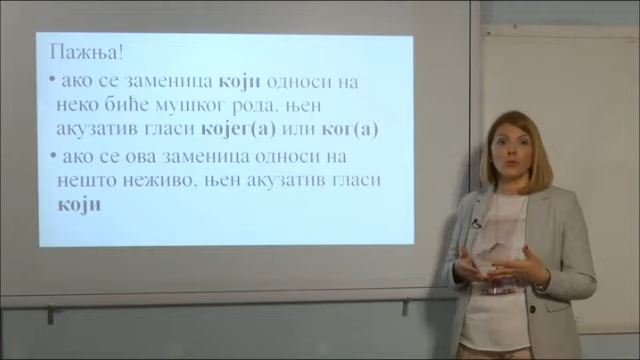 Пажња!
• ако се заменица који односи на
неко биће мушког рода, њен
акузатив гласи којег(а) или ког(а)
• ако се ова заменица односи на
нешто неживо, њен акузатив гласи
који